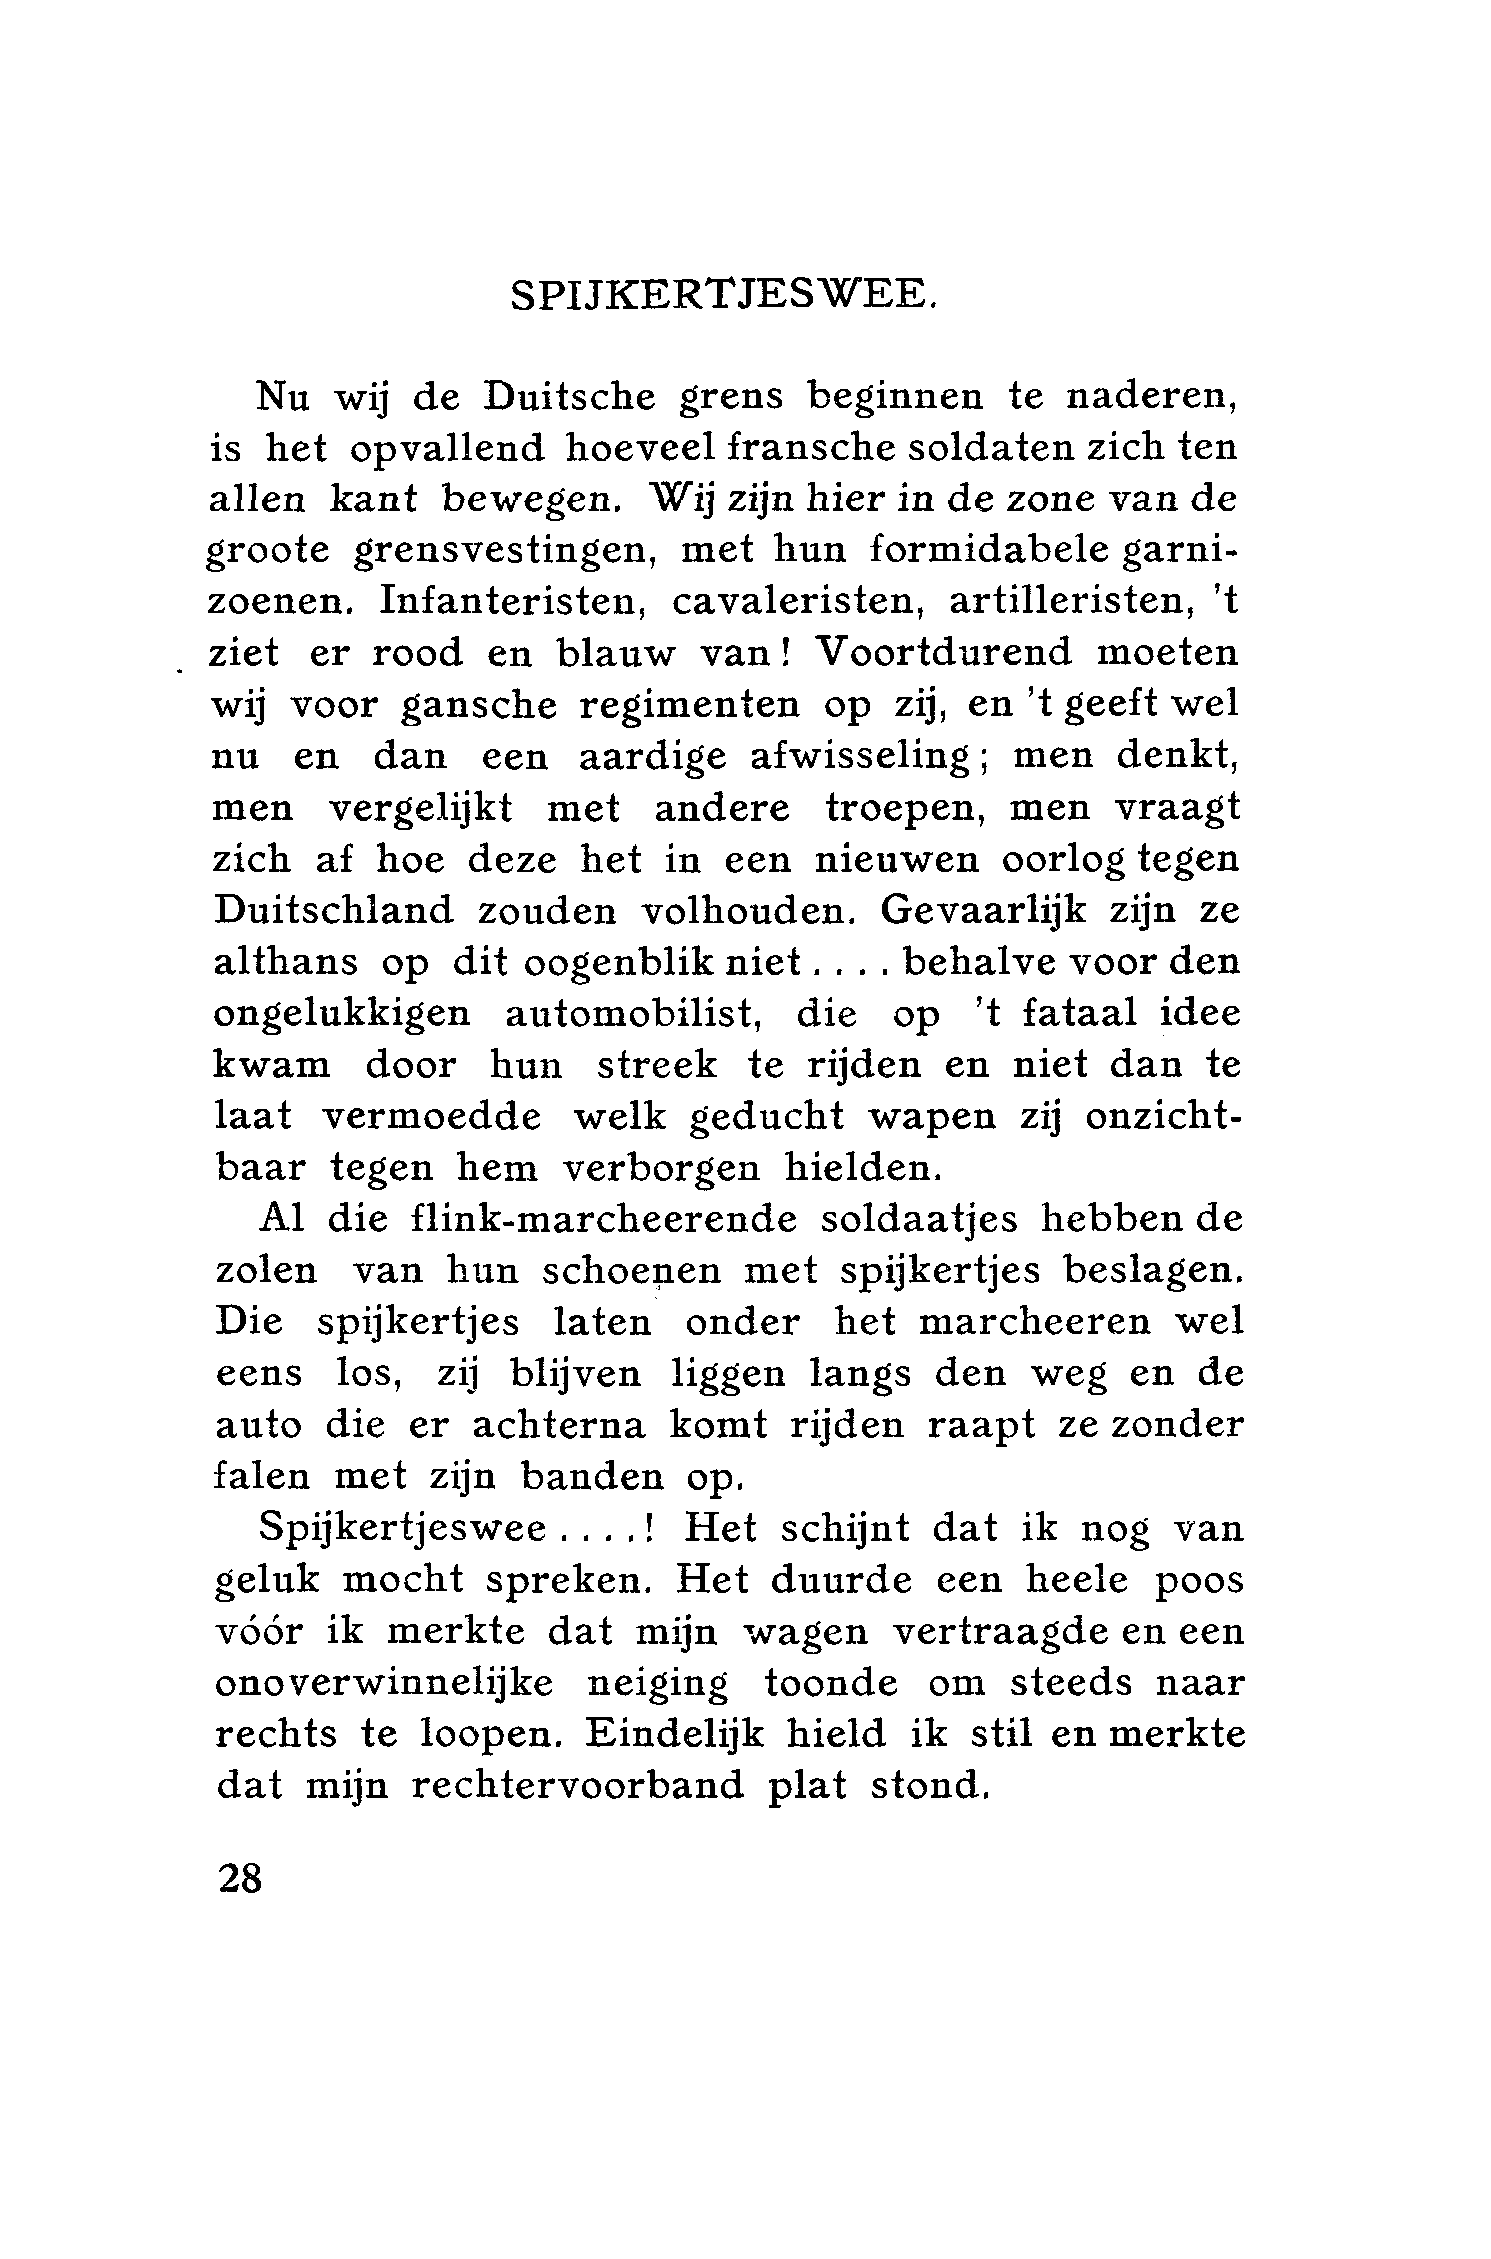 SPIJKERTJESWEE.
Nu wij de Duitsche grens beginnen te naderen,
is het opvallend hoeveel fransche soldaten zich ten
allen kant bewegen. Wij zijn hier in de zone van de
groote grensvestingen, met hun formidabele garni-
zoenen. Infanteristen, cavaleristen, artilleristen, 't
ziet er rood en blauw van! Voortdurend moeten
wij voor gansche regimenten op zij, en 't geeft wel
nu en dan een aardige afwisseling; men denkt,
men vergelijkt met andere troepen, men vraagt
zich af hoe deze het in een nieuwen oorlog tegen
Duitschland zouden volhouden. Gevaarlijk zijn ze
althans op dit oogenblik niet.... behalve voor den
ongelukkigen automobilist, die op 't fataal idee
kwam door hun streek te rijden en niet dan te
laat vermoedde welk geducht wapen zij onzicht-
baar tegen hem verborgen hielden.
Al die flink-marcheerende soldaatjes hebben de
zolen van hun schoenen met spijkertjes beslagen.
Die spijkertjes laten onder het marcheeren wel
eens los, zij blijven liggen langs den weg en de
auto die er achterna komt rijden raapt ze zonder
falen met zijn banden op.
Spijkertjeswee....! Het schijnt dat ik nog van
geluk mocht spreken. Het duurde een heele poos
vóór ik merkte dat mijn wagen vertraagde en een
onoverwinnelijke neiging toonde om steeds naar
rechts te loopen. Eindelijk hield ik stil en merkte
dat mijn rechtervoorband plat stond.
28